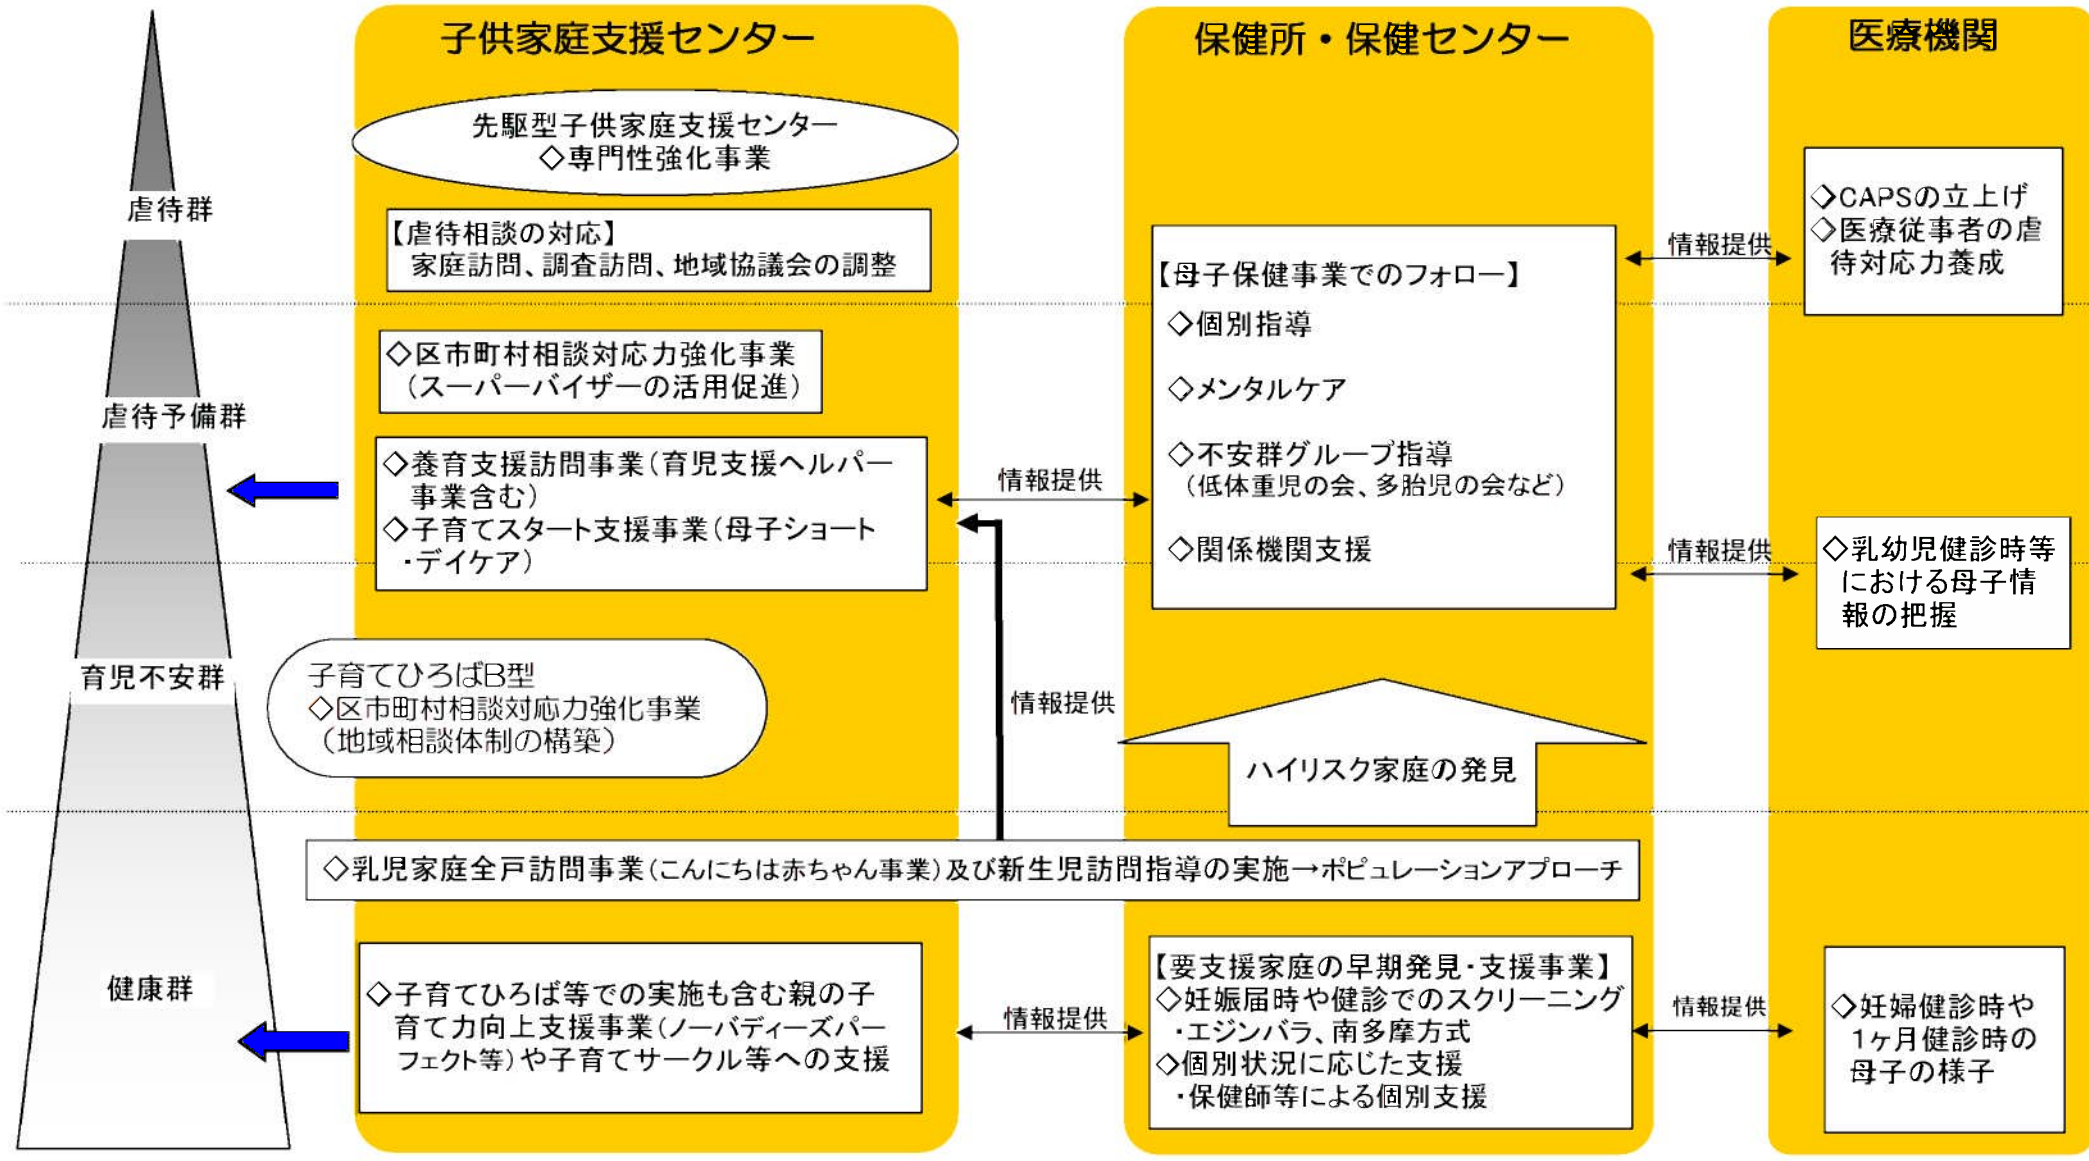 子供家庭支援センター
保健所・保健センター
医療機関
虐待群
虐待予備群
育児不安群
健康群
先駆型子供家庭支援センター
◇専門性強化事業
【虐待相談の対応】
家庭訪問、調査訪問、地域協議会の調整
◇区市町村相談対応力強化事業
（スーパーバイザーの活用促進）
◇養育支援訪問事業（育児支援ヘルパー
事業含む）
◇子育てスタート支援事業（母子ショート
・デイケア）
子育てひろばB型
◇区市町村相談対応力強化事業
（地域相談体制の構築）
情報提供
情報提供
【母子保健事業でのフォロー】
◇個別指導
◇メンタルケア
◇不安群グループ指導
（低体重児の会、多胎児の会など）
◇関係機関支援
ハイリスク家庭の発見
情報提供
情報提供
◇CAPSの立上げ
◇医療従事者の虐
待対応力養成
◇乳幼児健診時等
における母子情
報の把握
◇乳児家庭全戸訪問事業（こんにちは赤ちゃん事業）及び新生児訪問指導の実施→ポピュレーションアプローチ
◇子育てひろば等での実施も含む親の子
育て力向上支援事業（ノーバディーズパー
フェクト等）や子育てサークル等への支援
情報提供
【要支援家庭の早期発見・支援事業】
◇妊娠届時や健診でのスクリーニング
・エジンバラ、南多摩方式
◇個別状況に応じた支援
・保健師等による個別支援
情報提供
◇妊婦健診時や
1ヶ月健診時の
母子の様子